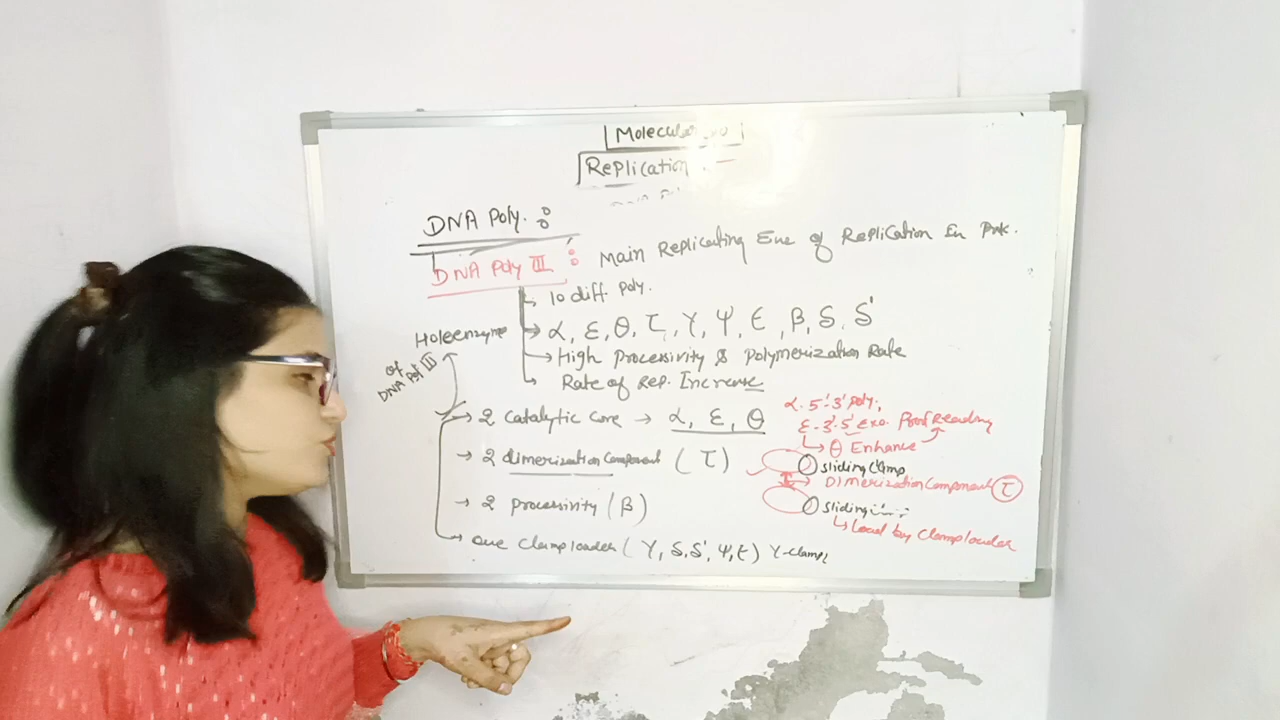 Molecular
Replication
DNA Poly. :
DNA Poly III : Main Replicating Enz of Replication In Prok.
10 diff poly.
α, ε, θ, τ, γ, ψ, ε, β, δ, δ'
High Processivity & Polymerization Rate
Rate of Rep. Increase
Holeenzyme
of DNA Pol III
2 Catalytic Core → α, ε, θ
α - 5'-3' Poly;
ε - 3'-5' exo. Proof Reading
θ Enhance
→ 2 dimerization Component (τ)
sliding Clamp
Dimerization Component τ
sliding
Load by Clamp loader
→ 2 processivity (β)
→ One Clamp loader (γ, δ, δ', ψ, ε) γ-Clamp,